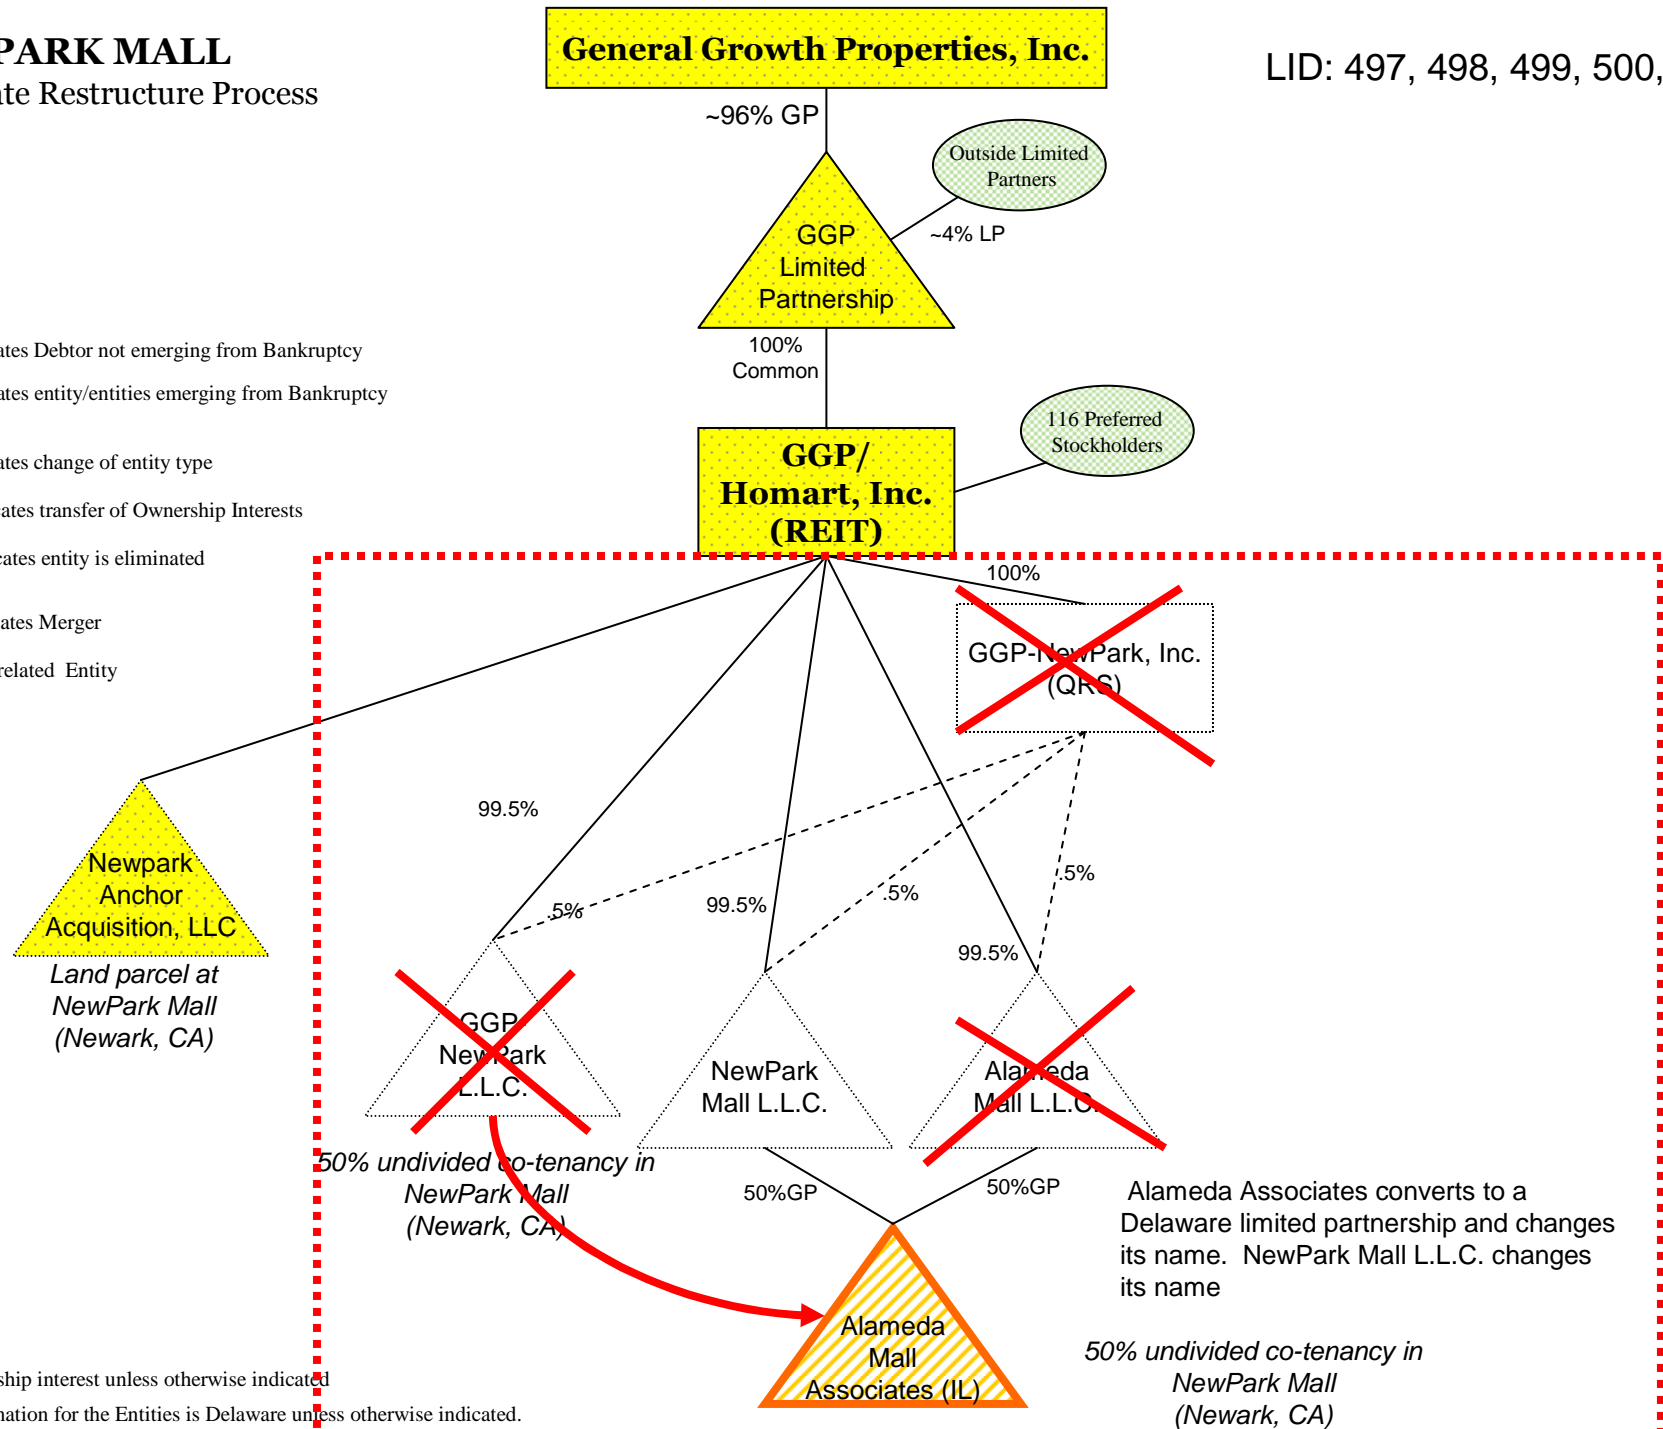 PARK MALL
ate Restructure Process
General Growth Properties, Inc.
LID: 497, 498, 499, 500,
~96% GP
Outside Limited
Partners
~4% LP
GGP
Limited
Partnership
100%
Common
ates Debtor not emerging from Bankruptcy
ates entity/entities emerging from Bankruptcy
ates change of entity type
cates transfer of Ownership Interests
cates entity is eliminated
ates Merger
related Entity
116 Preferred
Stockholders
GGP/
Homart, Inc.
(REIT)
100%
GGP-NewPark, Inc.
(QRS)
99.5%
.5%
99.5%
.5%
.5%
99.5%
Newpark
Anchor
Acquisition, LLC
Land parcel at
NewPark Mall
(Newark, CA)
GGP
NewPark
L.L.C.
50% undivided co-tenancy in
NewPark Mall
(Newark, CA)
NewPark
Mall L.L.C.
Alameda
Mall L.L.C.
50%GP
50%GP
Alameda
Mall
Associates (IL)
Alameda Associates converts to a
Delaware limited partnership and changes
its name.  NewPark Mall L.L.C. changes
its name
50% undivided co-tenancy in
NewPark Mall
(Newark, CA)
ship interest unless otherwise indicated
nation for the Entities is Delaware unless otherwise indicated.